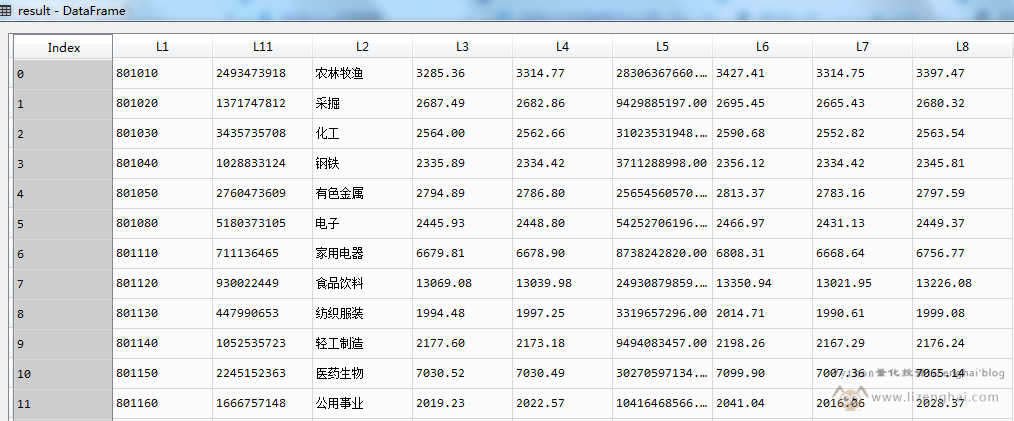 result - DataFrame
Index L1 L11 L2 L3 L4 L5 L6 L7 L8
0 801010 2493473918 农林牧渔 3285.36 3314.77 28306367660.… 3427.41 3314.75 3397.47
1 801020 1371747812 采掘 2687.49 2682.86 9429885197.00 2695.45 2665.43 2680.32
2 801030 3435735708 化工 2564.00 2562.66 31023531948.… 2590.68 2552.82 2563.54
3 801040 1028833124 钢铁 2335.89 2334.42 3711288998.00 2356.12 2334.42 2345.81
4 801050 2760473609 有色金属 2794.89 2786.80 25654560570.… 2813.37 2783.16 2797.59
5 801080 5180373105 电子 2445.93 2448.80 54252706196.… 2466.97 2431.13 2449.37
6 801110 711136465 家用电器 6679.81 6678.90 8738242820.00 6808.31 6668.64 6756.77
7 801120 930022449 食品饮料 13069.08 13039.98 24930879859.… 13350.94 13021.95 13226.08
8 801130 447990653 纺织服装 1994.48 1997.25 3319657296.00 2014.71 1990.61 1999.08
9 801140 1052535723 轻工制造 2177.60 2173.18 9494083457.00 2198.26 2167.29 2176.24
10 801150 2245152363 医药生物 7030.52 7030.49 30270597134.… 7099.90 7007.36 7065.14
11 801160 1666757148 公用事业 2019.23 2022.57 10416468566.… 2041.04 2016.06 2028.37
www.lizenghai.com